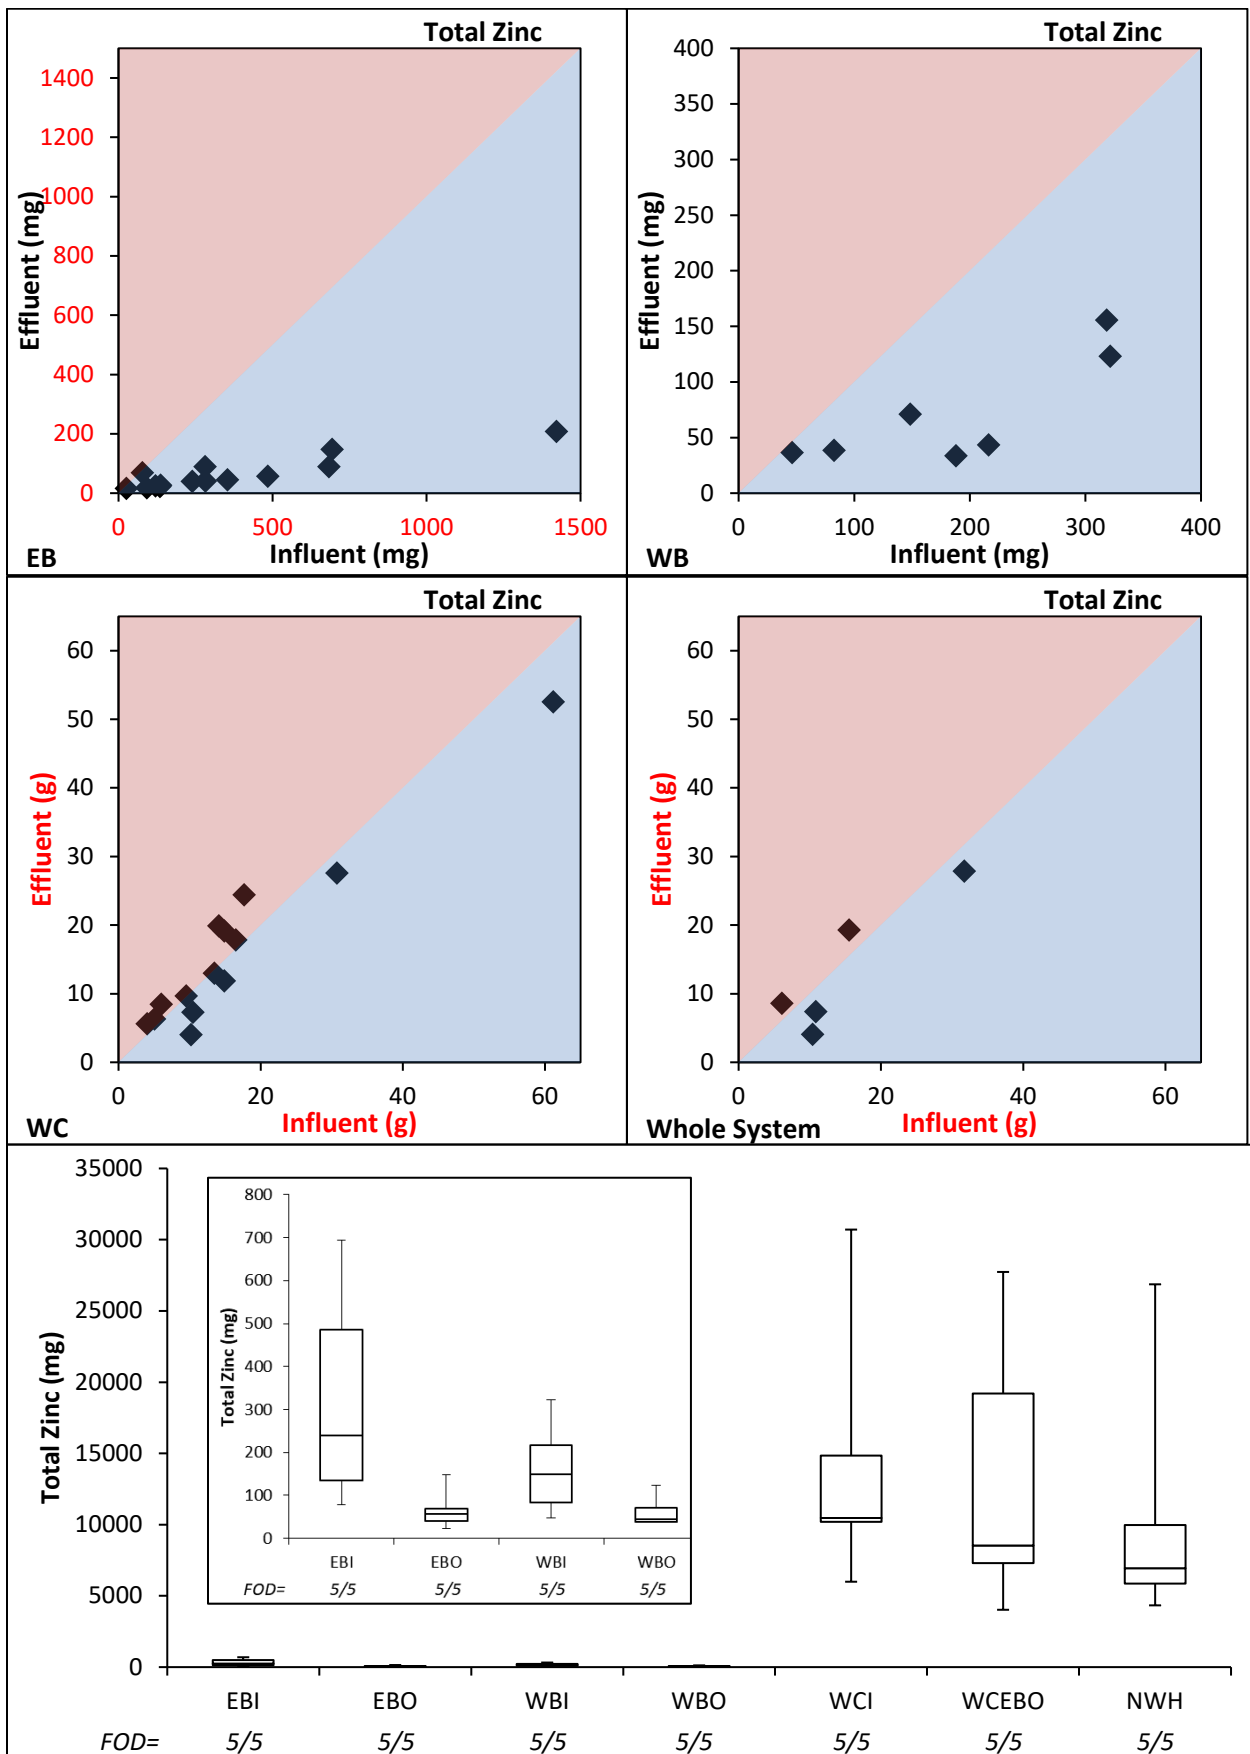 Total Zinc
1400
1200
1000
800
600
400
200
0
Effluent (mg)
0 500 1000 1500
Influent (mg)
EB
Total Zinc
400
350
300
250
200
150
100
50
0
Effluent (mg)
0 100 200 300 400
Influent (mg)
WB
Total Zinc
60
50
40
30
20
10
0
Effluent (g)
0 20 40 60
Influent (g)
WC
Total Zinc
60
50
40
30
20
10
0
Effluent (g)
0 20 40 60
Influent (g)
Whole System
35000
30000
25000
20000
15000
10000
5000
0
Total Zinc (mg)
800
700
600
500
400
300
200
100
0
Total Zinc (mg)
EBI EBO WBI WBO
FOD= 5/5 5/5 5/5 5/5
EBI EBO WBI WBO WCI WCEBO NWH
FOD= 5/5 5/5 5/5 5/5 5/5 5/5 5/5